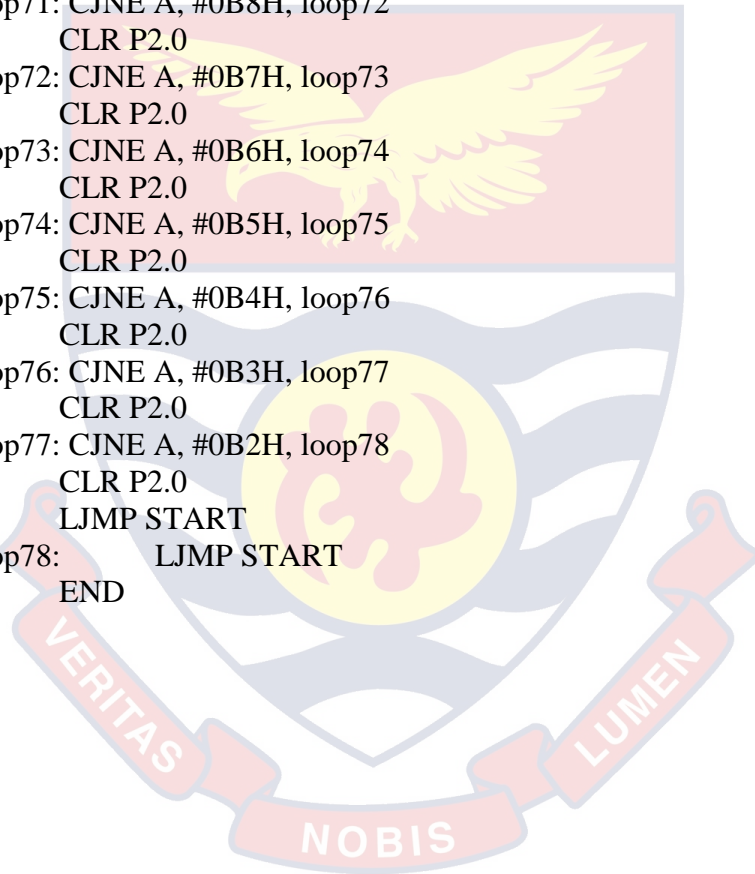 op71: CJNE A, #0B8H, loop72
CLR P2.0
op72: CJNE A, #0B7H, loop73
CLR P2.0
op73: CJNE A, #0B6H, loop74
CLR P2.0
op74: CJNE A, #0B5H, loop75
CLR P2.0
op75: CJNE A, #0B4H, loop76
CLR P2.0
op76: CJNE A, #0B3H, loop77
CLR P2.0
op77: CJNE A, #0B2H, loop78
CLR P2.0
LJMP START
op78: LJMP START
END
VERITAS
NOBIS
LUMEN